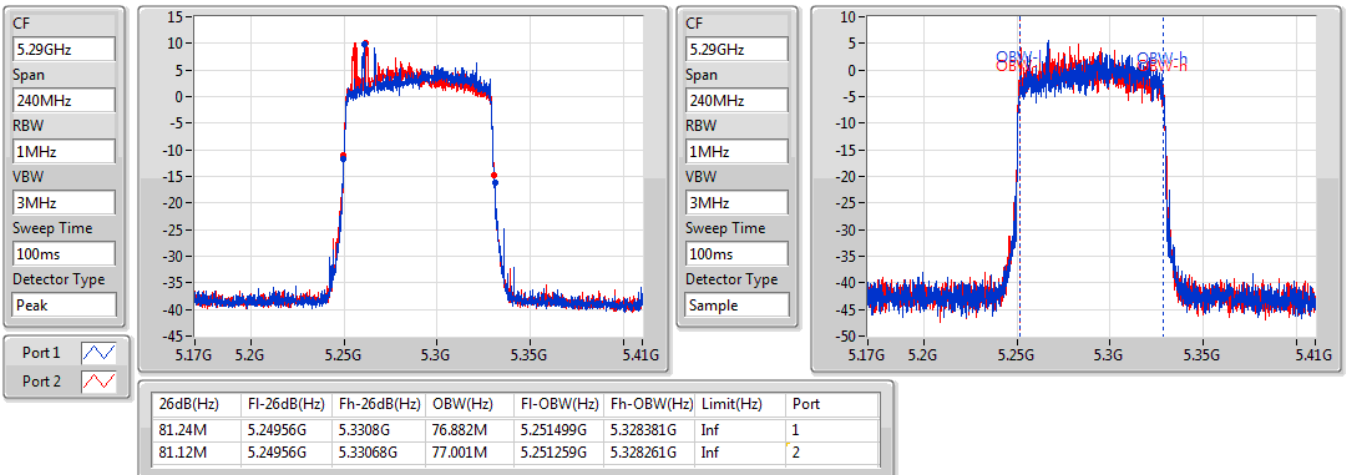 CF
5.29GHz
Span
240MHz
RBW
1MHz
VBW
3MHz
Sweep Time
100ms
Detector Type
Peak
Port 1
Port 2
15
10
5
0
-5
-10
-15
-20
-25
-30
-35
-40
-45
5.17G 5.2G 5.25G 5.3G 5.35G 5.41G
CF
5.29GHz
Span
240MHz
RBW
1MHz
VBW
3MHz
Sweep Time
100ms
Detector Type
Sample
10
5
0
-5
-10
-15
-20
-25
-30
-35
-40
-45
-50
OBW-h
OBW-h
5.17G 5.2G 5.25G 5.3G 5.35G 5.41G
26dB(Hz) Fl-26dB(Hz) Fh-26dB(Hz) OBW(Hz) Fl-OBW(Hz) Fh-OBW(Hz) Limit(Hz) Port
81.24M 5.24956G 5.3308G 76.882M 5.251499G 5.328381G Inf 1
81.12M 5.24956G 5.33068G 77.001M 5.251259G 5.328261G Inf 2